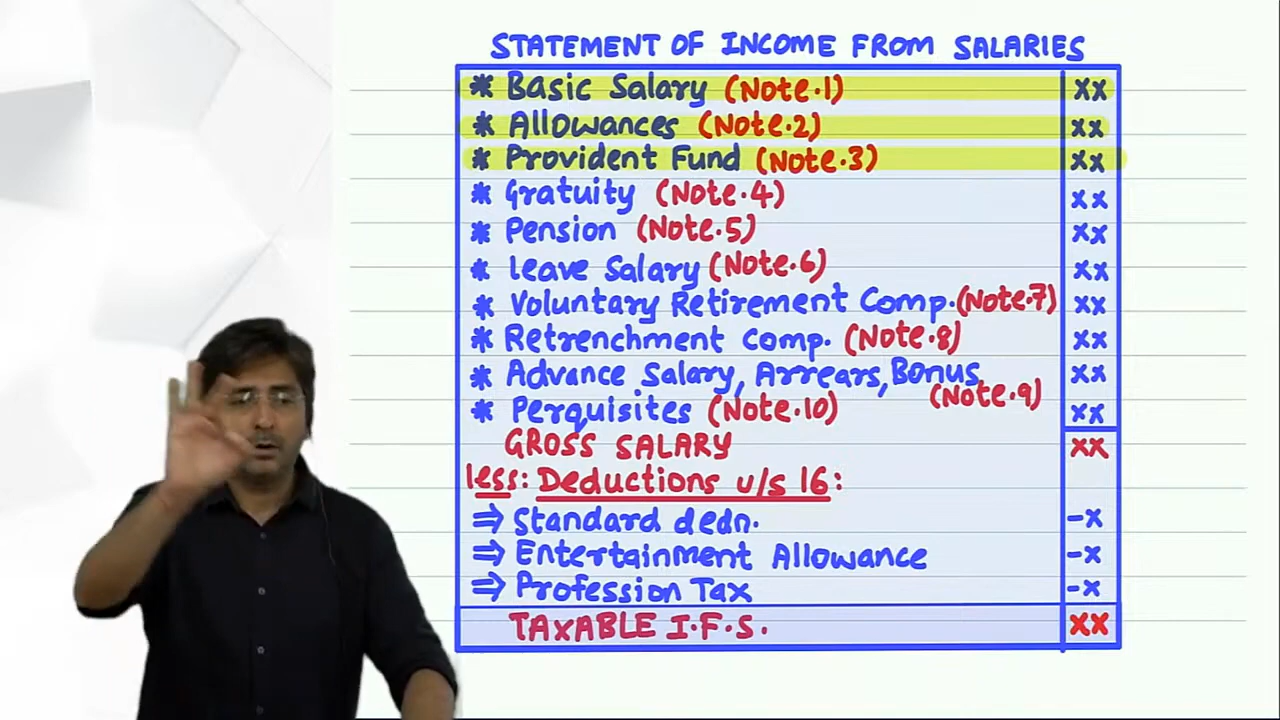 STATEMENT OF INCOME FROM SALARIES
* Basic Salary (Note.1) xx
* Allowances (Note.2) xx
* Provident Fund (Note.3) xx
* Gratuity (Note.4) xx
* Pension (Note.5) xx
* leave Salary (Note.6) xx
* Voluntary Retirement Comp. (Note.7) xx
* Retrenchment Comp. (Note.8) xx
* Advance Salary, Arrears, Bonus (Note.9) xx
* Perquisites (Note.10) xx
GROSS SALARY xx
less: Deductions u/s 16:
⇒ Standard dedn. -x
⇒ Entertainment Allowance -x
⇒ Profession Tax -x
TAXABLE I.F.S. xx